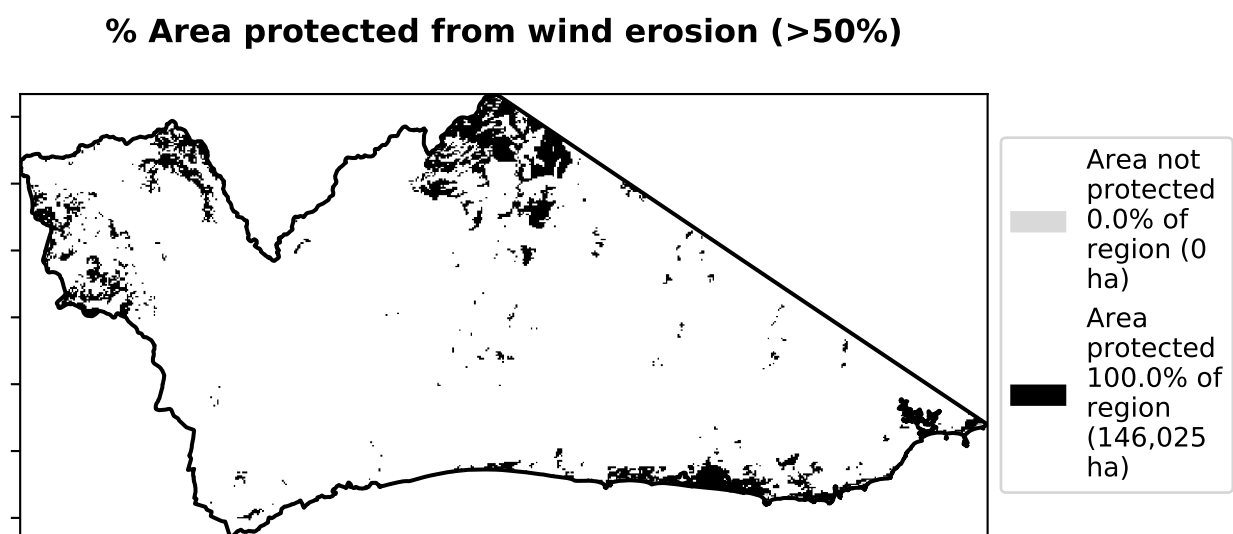 % Area protected from wind erosion (>50%)
Area not
protected
0.0% of
region (0
ha)
Area
protected
100.0% of
region
(146,025
ha)